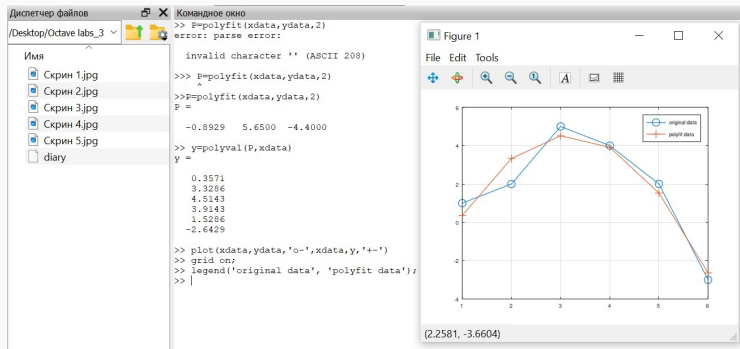 Диспетчер файлов
/Desktop/Octave labs_3
Имя
Скрин 1.jpg
Скрин 2.jpg
Скрин 3.jpg
Скрин 4.jpg
Скрин 5.jpg
diary
Командное окно
>> P=polyfit(xdata,ydata,2)
error: parse error:
invalid character '' (ASCII 208)
>>> P=polyfit(xdata,ydata,2)
^
>>P=polyfit(xdata,ydata,2)
P =
-0.8929 5.6500 -4.4000
>> y=polyval(P,xdata)
y =
0.3571
3.3286
4.5143
3.9143
1.5286
-2.6429
>> plot(xdata,ydata,'o-',xdata,y,'+-')
>> grid on;
>> legend('original data', 'polyfit data');
>>
Figure 1
File Edit Tools
A
6
4
2
0
-2
-4
1 2 3 4 5 6
original data
polyfit data
(2.2581, -3.6604)